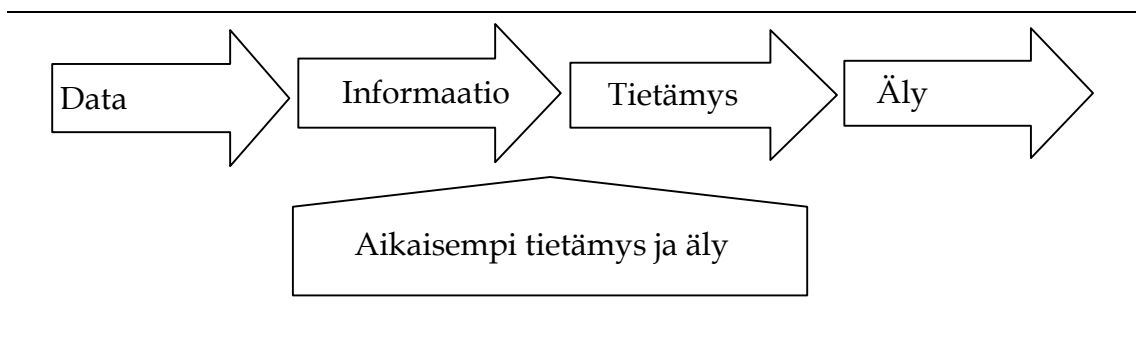 Data
Informaatio
Tietämys
Äly
Aikaisempi tietämys ja äly